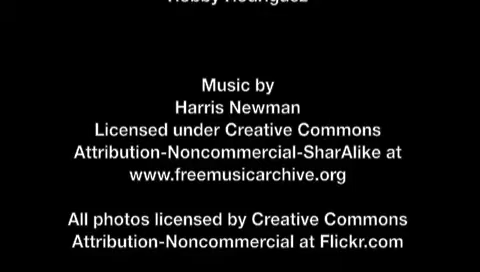 Music by
Harris Newman
Licensed under Creative Commons
Attribution-Noncommercial-SharAlike at
www.freemusicarchive.org
All photos licensed by Creative Commons
Attribution-Noncommercial at Flickr.com